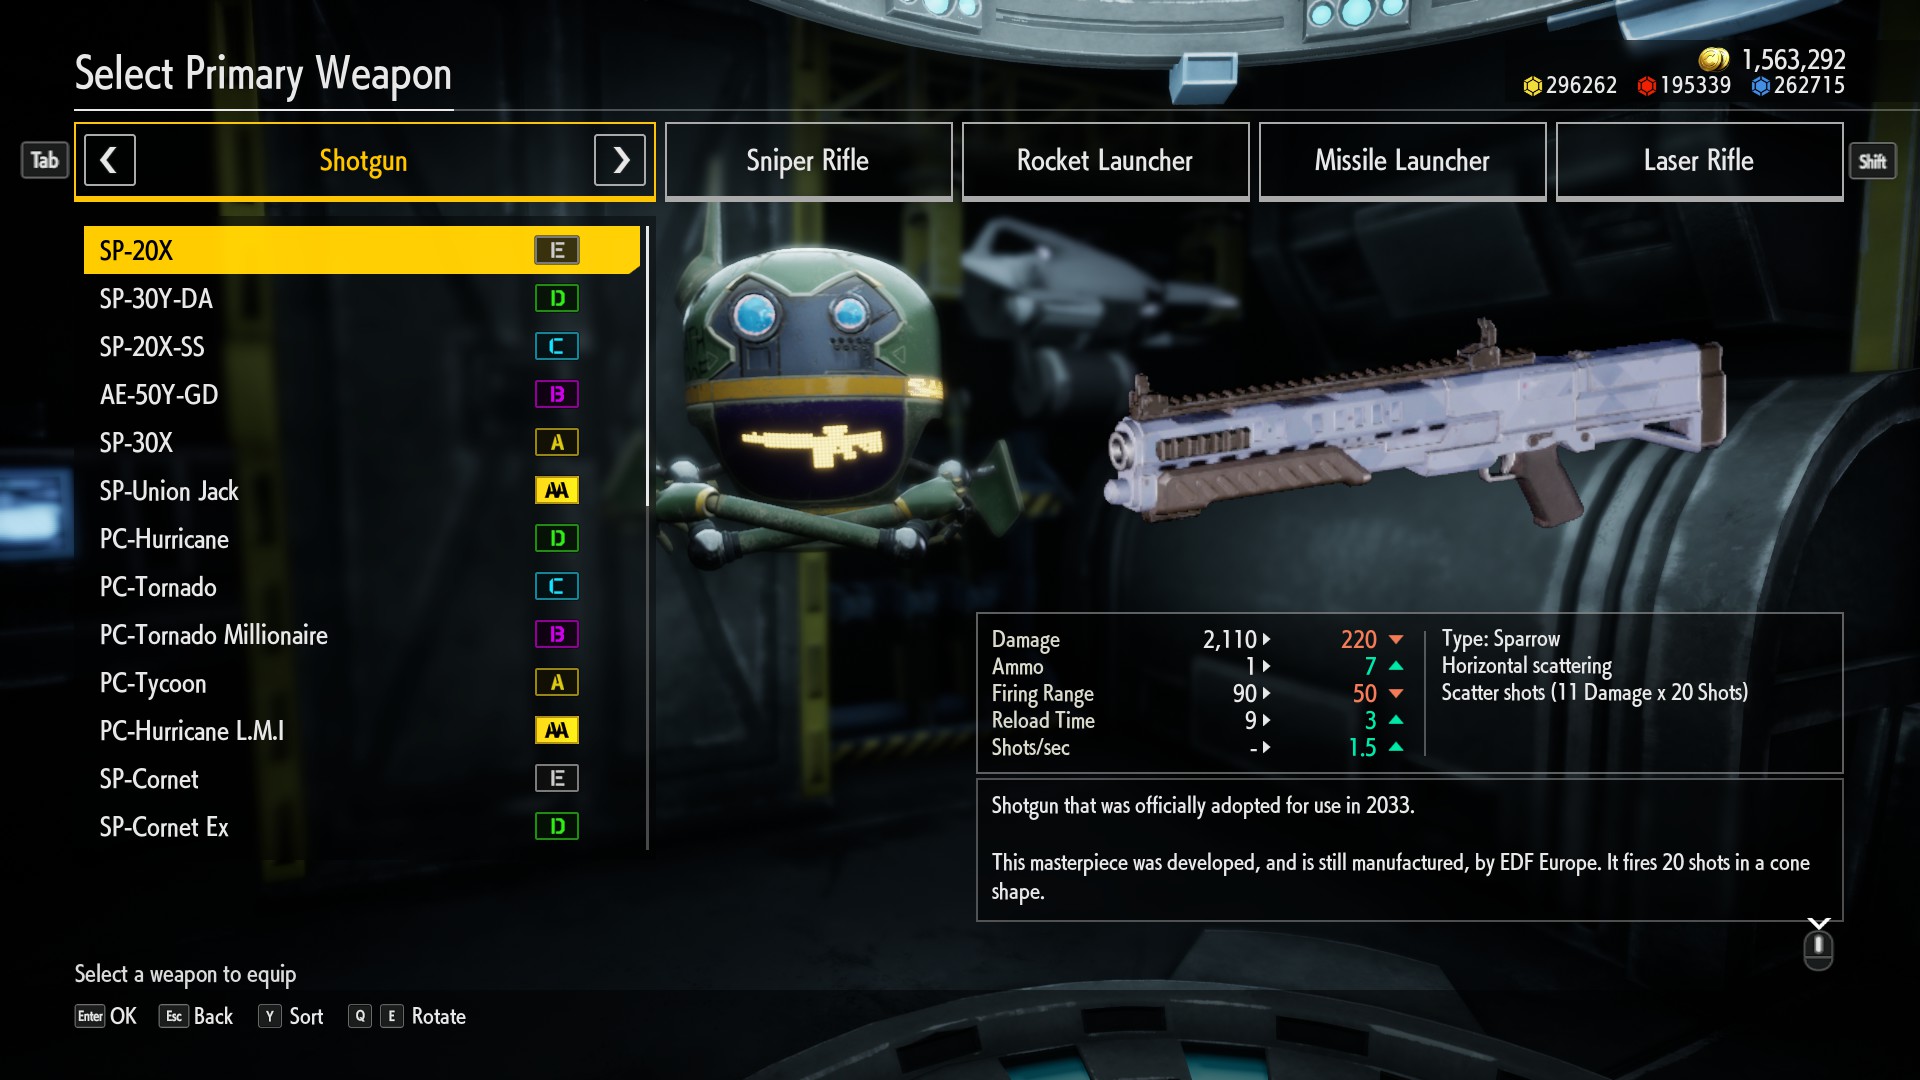 Select Primary Weapon
1,563,292
296262 195339 262715
Tab Shotgun Sniper Rifle Rocket Launcher Missile Launcher Laser Rifle Shift
SP-20X E
SP-30Y-DA D
SP-20X-SS C
AE-50Y-GD B
SP-30X A
SP-Union Jack AA
PC-Hurricane D
PC-Tornado C
PC-Tornado Millionaire B
PC-Tycoon A
PC-Hurricane L.M.I AA
SP-Cornet E
SP-Cornet Ex D
Damage 2,110 220
Ammo 1 7
Firing Range 90 50
Reload Time 9 3
Shots/sec - 1.5
Type: Sparrow
Horizontal scattering
Scatter shots (11 Damage x 20 Shots)
Shotgun that was officially adopted for use in 2033.
This masterpiece was developed, and is still manufactured, by EDF Europe. It fires 20 shots in a cone
shape.
Select a weapon to equip
Enter OK Esc Back Y Sort Q E Rotate